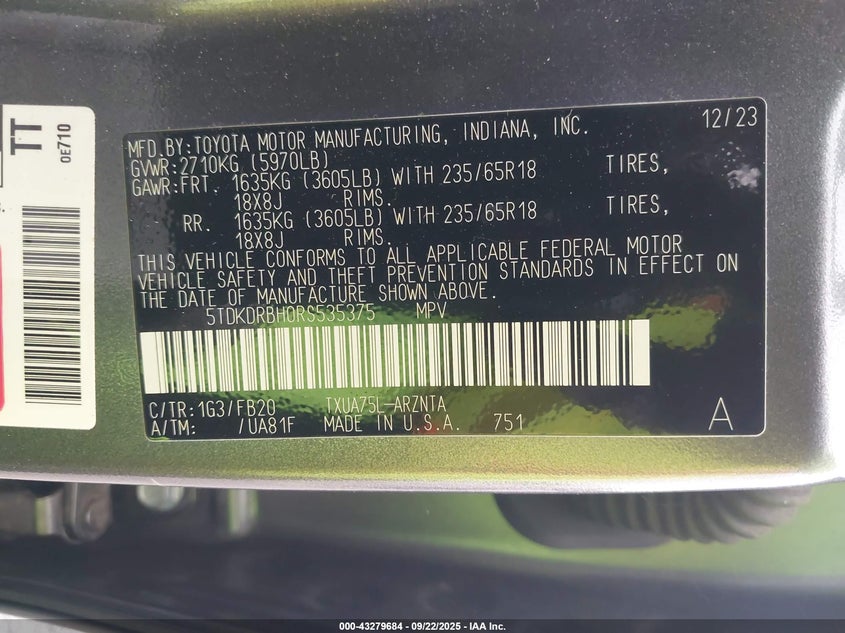 TT
0E710
MFD.BY:TOYOTA MOTOR MANUFACTURING, INDIANA, INC. 12/23
GVWR:2710KG (5970LB)
GAWR:FRT. 1635KG (3605LB) WITH 235/65R18 TIRES,
18X8J RIMS.
RR. 1635KG (3605LB) WITH 235/65R18 TIRES,
18X8J RIMS.
THIS VEHICLE CONFORMS TO ALL APPLICABLE FEDERAL MOTOR
VEHICLE SAFETY AND THEFT PREVENTION STANDARDS IN EFFECT ON
THE DATE OF MANUFACTURE SHOWN ABOVE.
5TDKDRBH0RS535375 MPV
C/TR:1G3/FB20 TXUA75L-ARZNTA
A/TM: /UA81F MADE IN U.S.A. 751 A
000-43279684 - 09/22/2025 - IAA Inc.